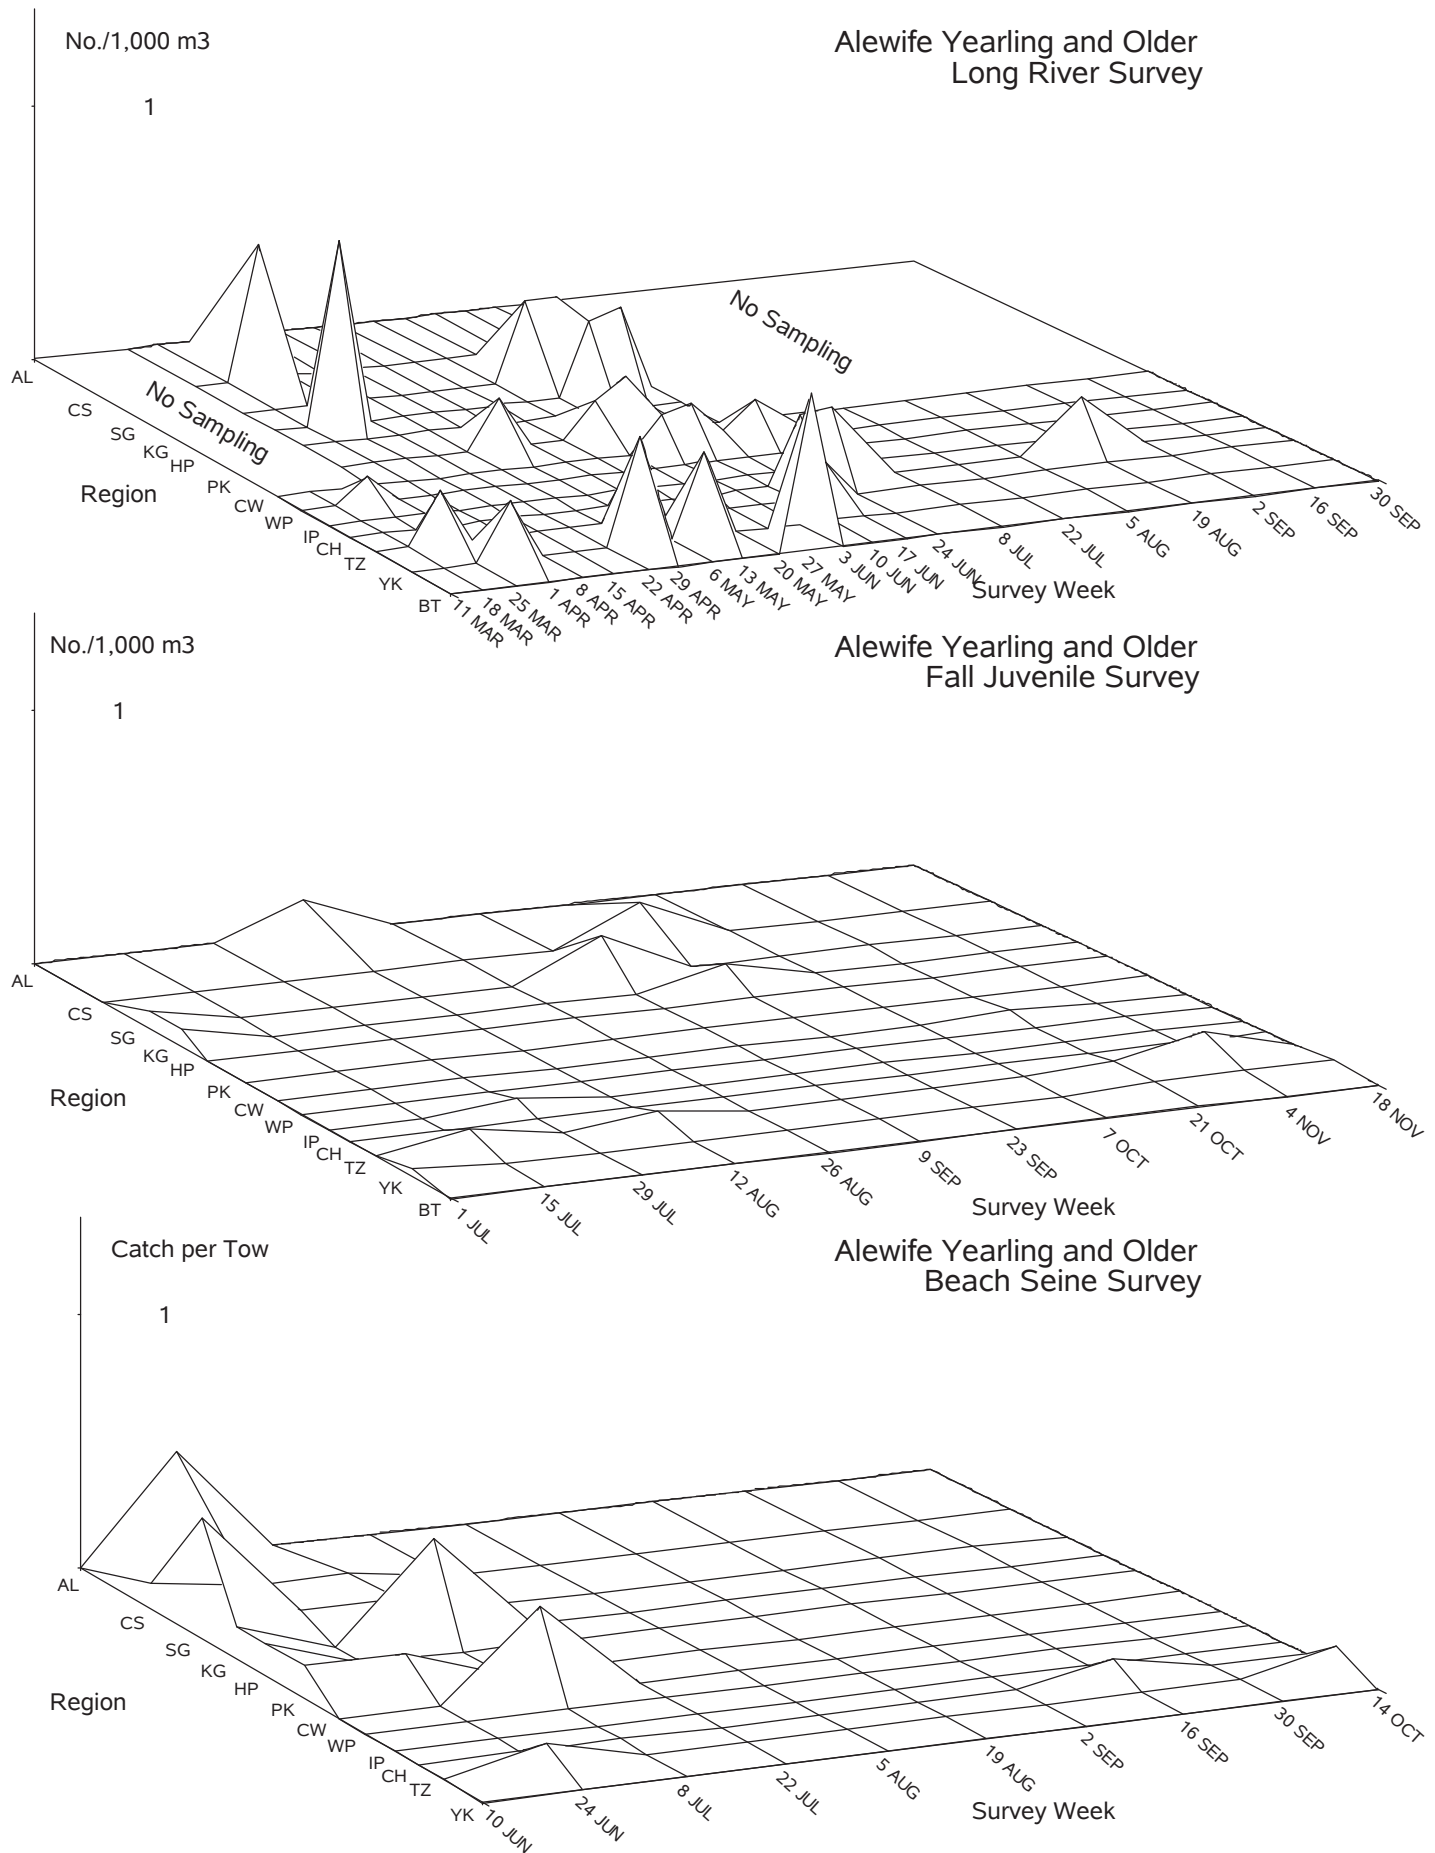 No./1,000 m3
Alewife Yearling and Older
Long River Survey
1
No Sampling
No Sampling
AL
CS
SG
KG
HP
PK
CW
WP
IP
CH
TZ
YK
BT
Region
11 MAR
18 MAR
25 MAR
1 APR
8 APR
15 APR
22 APR
29 APR
6 MAY
13 MAY
20 MAY
27 MAY
3 JUN
10 JUN
17 JUN
24 JUN
8 JUL
22 JUL
5 AUG
19 AUG
2 SEP
16 SEP
30 SEP
Survey Week
No./1,000 m3
Alewife Yearling and Older
Fall Juvenile Survey
1
AL
CS
SG
KG
HP
PK
CW
WP
IP
CH
TZ
YK
BT
Region
1 JUL
15 JUL
29 JUL
12 AUG
26 AUG
9 SEP
23 SEP
7 OCT
21 OCT
4 NOV
18 NOV
Survey Week
Catch per Tow
Alewife Yearling and Older
Beach Seine Survey
1
AL
CS
SG
KG
HP
PK
CW
WP
IP
CH
TZ
YK
Region
10 JUN
24 JUN
8 JUL
22 JUL
5 AUG
19 AUG
2 SEP
16 SEP
30 SEP
14 OCT
Survey Week